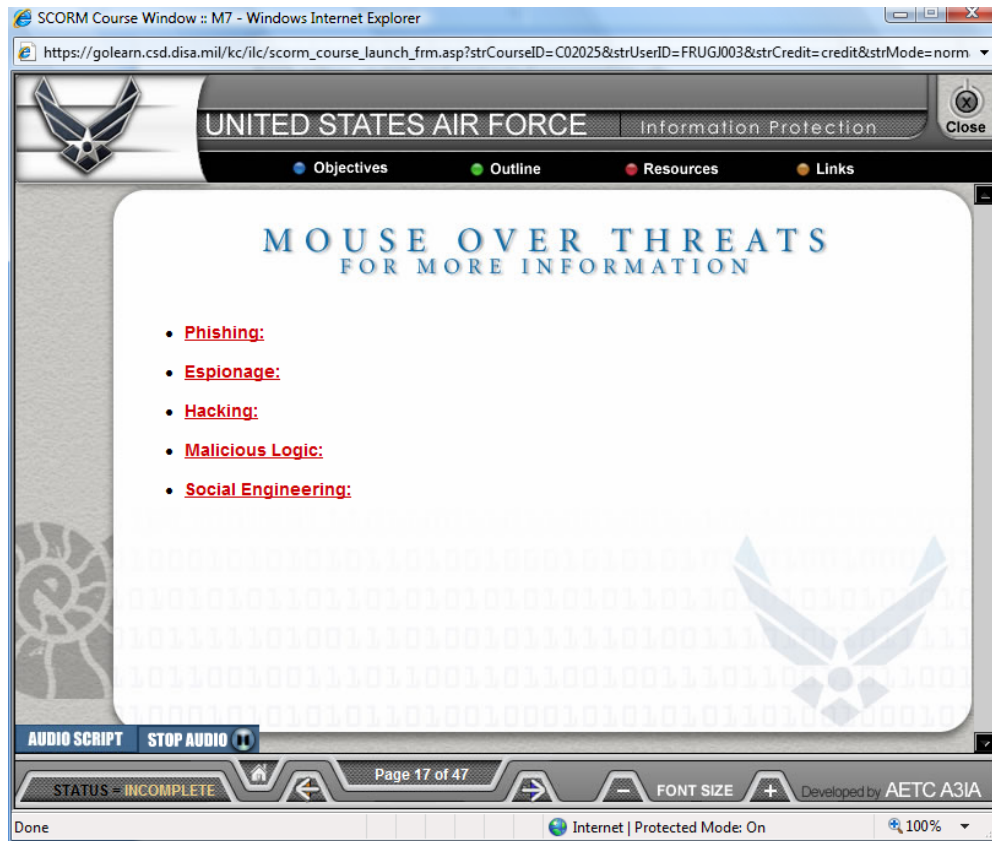 SCORM Course Window :: M7 - Windows Internet Explorer
https://golearn.csd.disa.mil/kc/ilc/scorm_course_launch_frm.asp?strCourseID=C02025&strUserID=FRUGJ003&strCredit=credit&strMode=norm
UNITED STATES AIR FORCE Information Protection
X
Close
Objectives Outline Resources Links
MOUSE OVER THREATS
FOR MORE INFORMATION
Phishing:
Espionage:
Hacking:
Malicious Logic:
Social Engineering:
AUDIO SCRIPT STOP AUDIO
STATUS = INCOMPLETE Page 17 of 47 FONT SIZE Developed by AETC A3IA
Done Internet | Protected Mode: On 100%